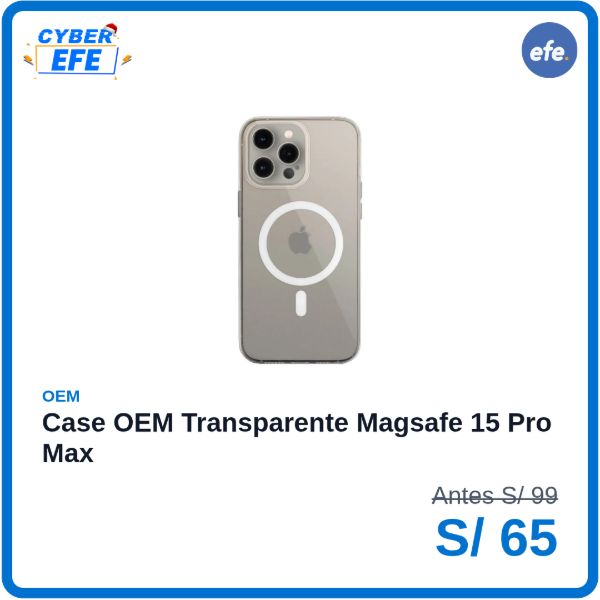 CYBER
EFE
efe.
OEM
Case OEM Transparente Magsafe 15 Pro
Max
Antes S/ 99
S/ 65